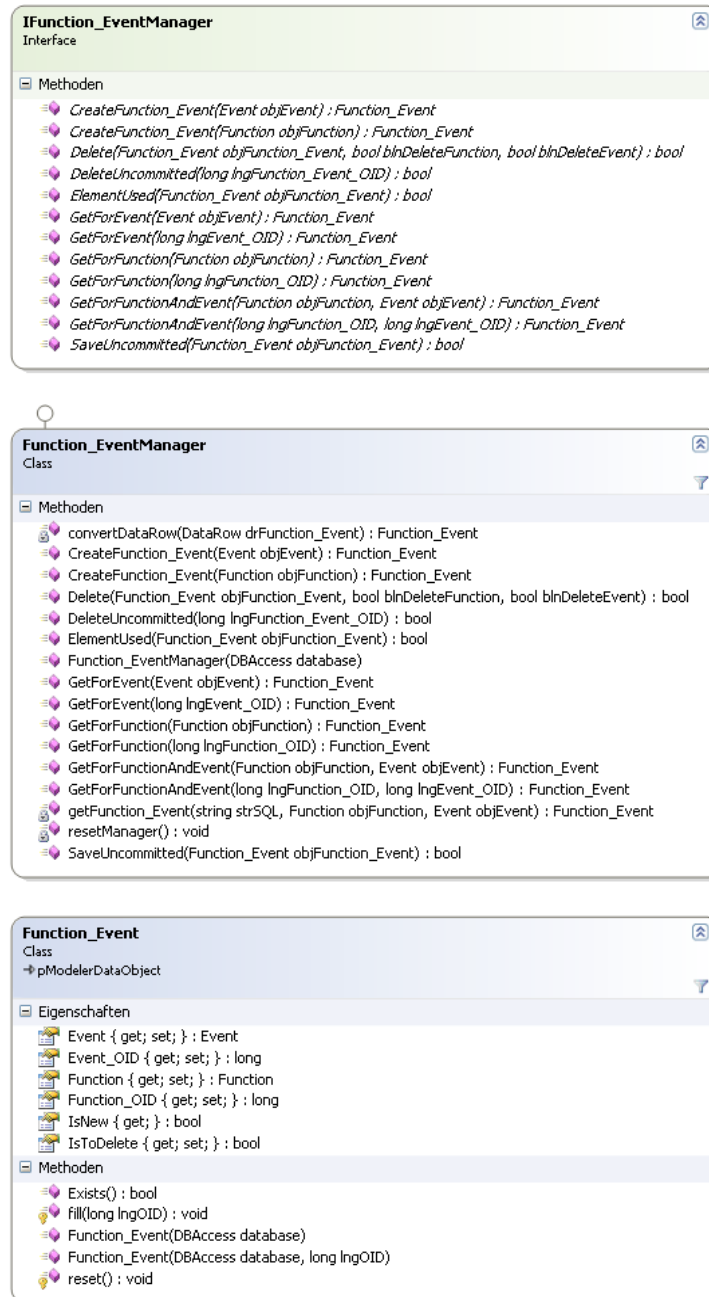 IFunction_EventManager
Interface
Methoden
CreateFunction_Event(Event objEvent) : Function_Event
CreateFunction_Event(Function objFunction) : Function_Event
Delete(Function_Event objFunction_Event, bool blnDeleteFunction, bool blnDeleteEvent) : bool
DeleteUncommitted(long lngFunction_Event_OID) : bool
ElementUsed(Function_Event objFunction_Event) : bool
GetForEvent(Event objEvent) : Function_Event
GetForEvent(long lngEvent_OID) : Function_Event
GetForFunction(Function objFunction) : Function_Event
GetForFunction(long lngFunction_OID) : Function_Event
GetForFunctionAndEvent(Function objFunction, Event objEvent) : Function_Event
GetForFunctionAndEvent(long lngFunction_OID, long lngEvent_OID) : Function_Event
SaveUncommitted(Function_Event objFunction_Event) : bool
Function_EventManager
Class
Methoden
convertDataRow(DataRow drFunction_Event) : Function_Event
CreateFunction_Event(Event objEvent) : Function_Event
CreateFunction_Event(Function objFunction) : Function_Event
Delete(Function_Event objFunction_Event, bool blnDeleteFunction, bool blnDeleteEvent) : bool
DeleteUncommitted(long lngFunction_Event_OID) : bool
ElementUsed(Function_Event objFunction_Event) : bool
Function_EventManager(DBAccess database)
GetForEvent(Event objEvent) : Function_Event
GetForEvent(long lngEvent_OID) : Function_Event
GetForFunction(Function objFunction) : Function_Event
GetForFunction(long lngFunction_OID) : Function_Event
GetForFunctionAndEvent(Function objFunction, Event objEvent) : Function_Event
GetForFunctionAndEvent(long lngFunction_OID, long lngEvent_OID) : Function_Event
getFunction_Event(string strSQL, Function objFunction, Event objEvent) : Function_Event
resetManager() : void
SaveUncommitted(Function_Event objFunction_Event) : bool
Function_Event
Class
pModelerDataObject
Eigenschaften
Event { get; set; } : Event
Event_OID { get; set; } : long
Function { get; set; } : Function
Function_OID { get; set; } : long
IsNew { get; } : bool
IsToDelete { get; set; } : bool
Methoden
Exists() : bool
fill(long lngOID) : void
Function_Event(DBAccess database)
Function_Event(DBAccess database, long lngOID)
reset() : void